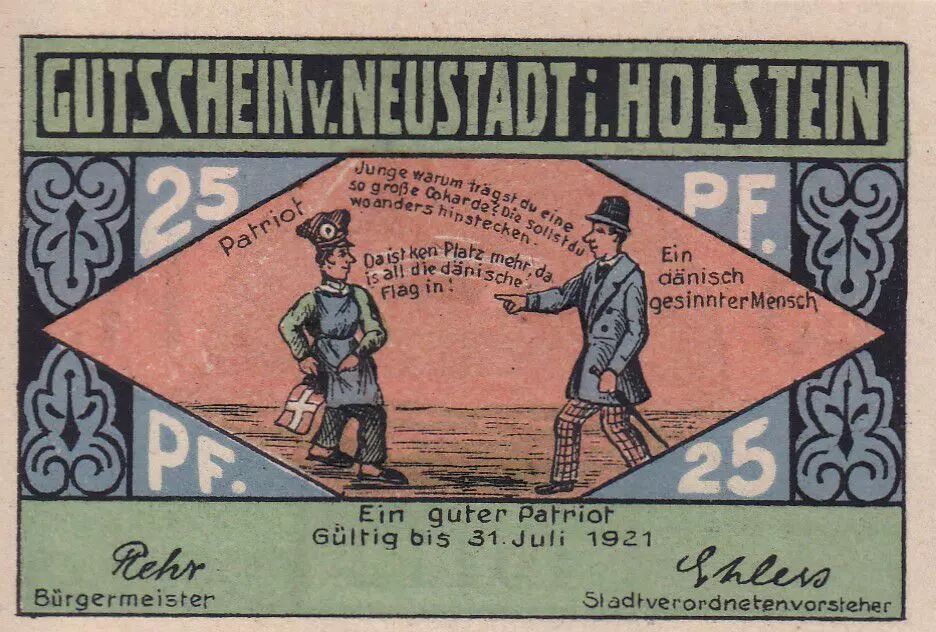 GUTSCHEIN v. NEUSTADT i. HOLSTEIN
25 PF.
Patriot
Junge warum trägst du eine
so große Cokarde? Die sollst du
woanders hinstecken.
Da ist ken Platz mehr, da
is all die dänische
Flag in!
Ein
dänisch
gesinnter Mensch
PF. 25
Ein guter Patriot
Gültig bis 31. Juli 1921
Rehr
Bürgermeister
Ehlers
Stadtverordnetenvorsteher